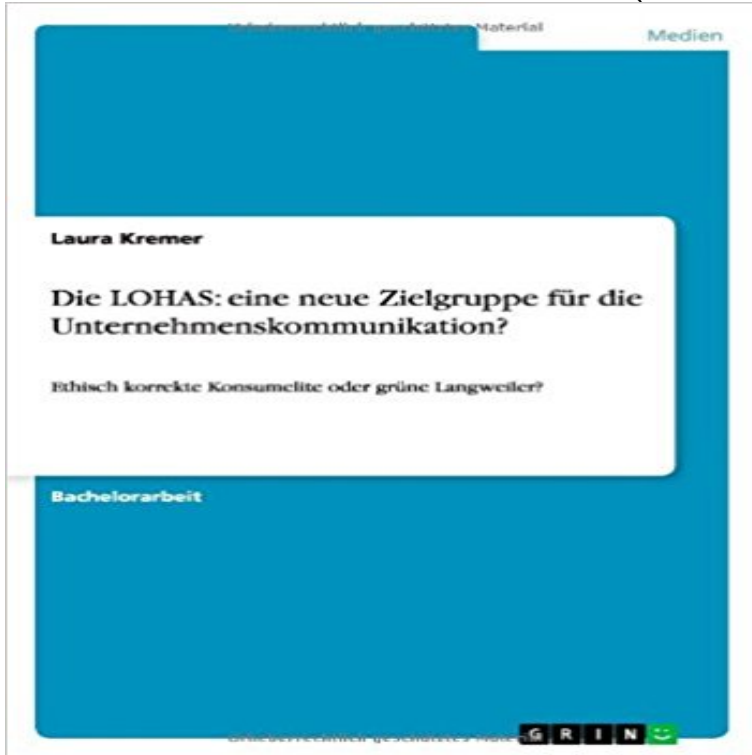 Material
Medien
Laura Kremer
Die LOHAS: eine neue Zielgruppe für die
Unternehmenskommunikation?
Ethisch korrekte Konsumelite oder grüne Langweiler?
Bachelorarbeit
GRIN